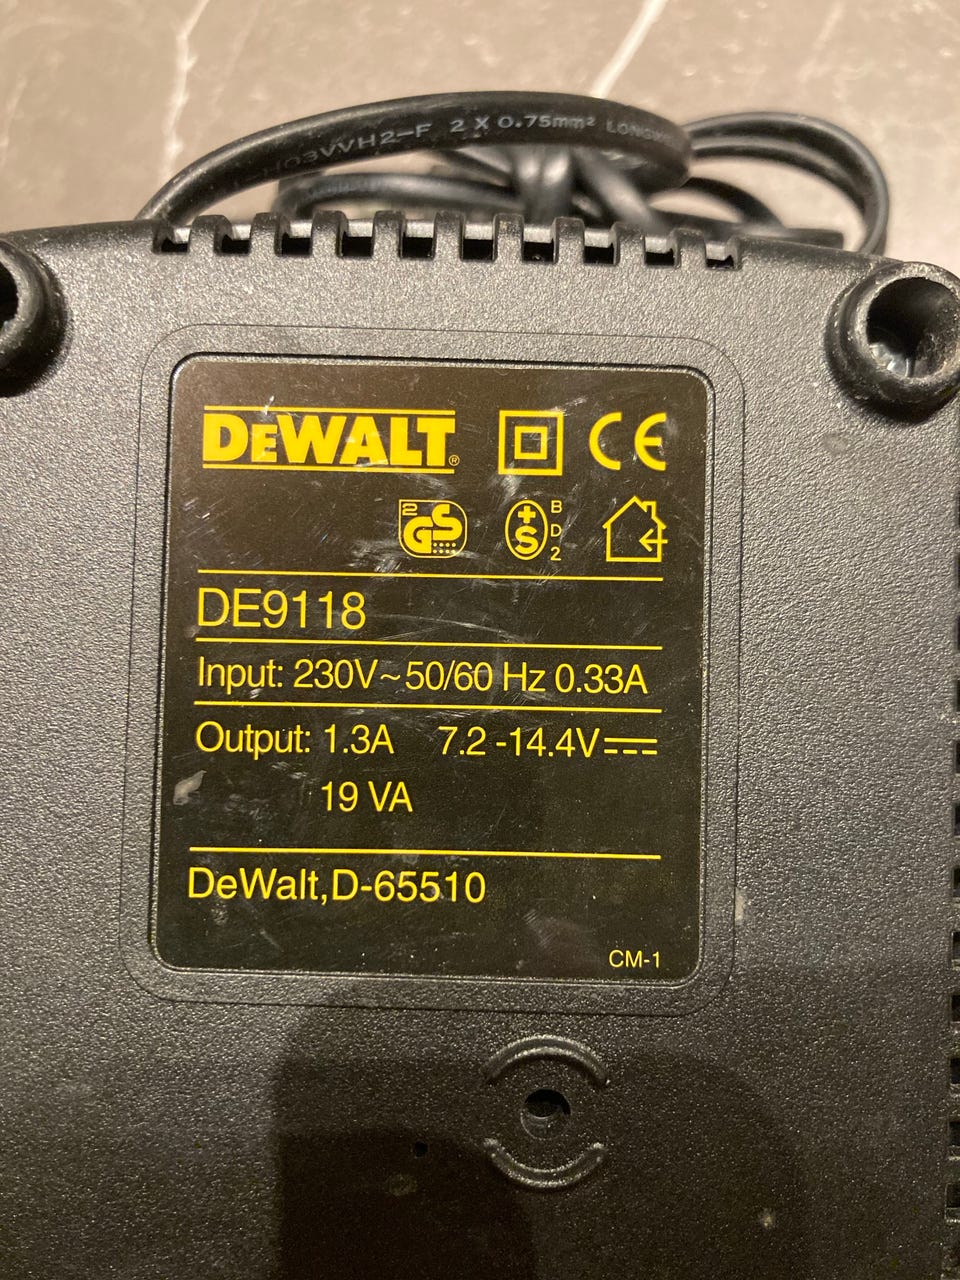 H03VVH2-F 2 X 0.75mm²
DEWALT®
CE
2 GS
+S B D 2
DE9118
Input: 230V~50/60 Hz 0.33A
Output: 1.3A 7.2 -14.4V
19 VA
DeWalt,D-65510
CM-1